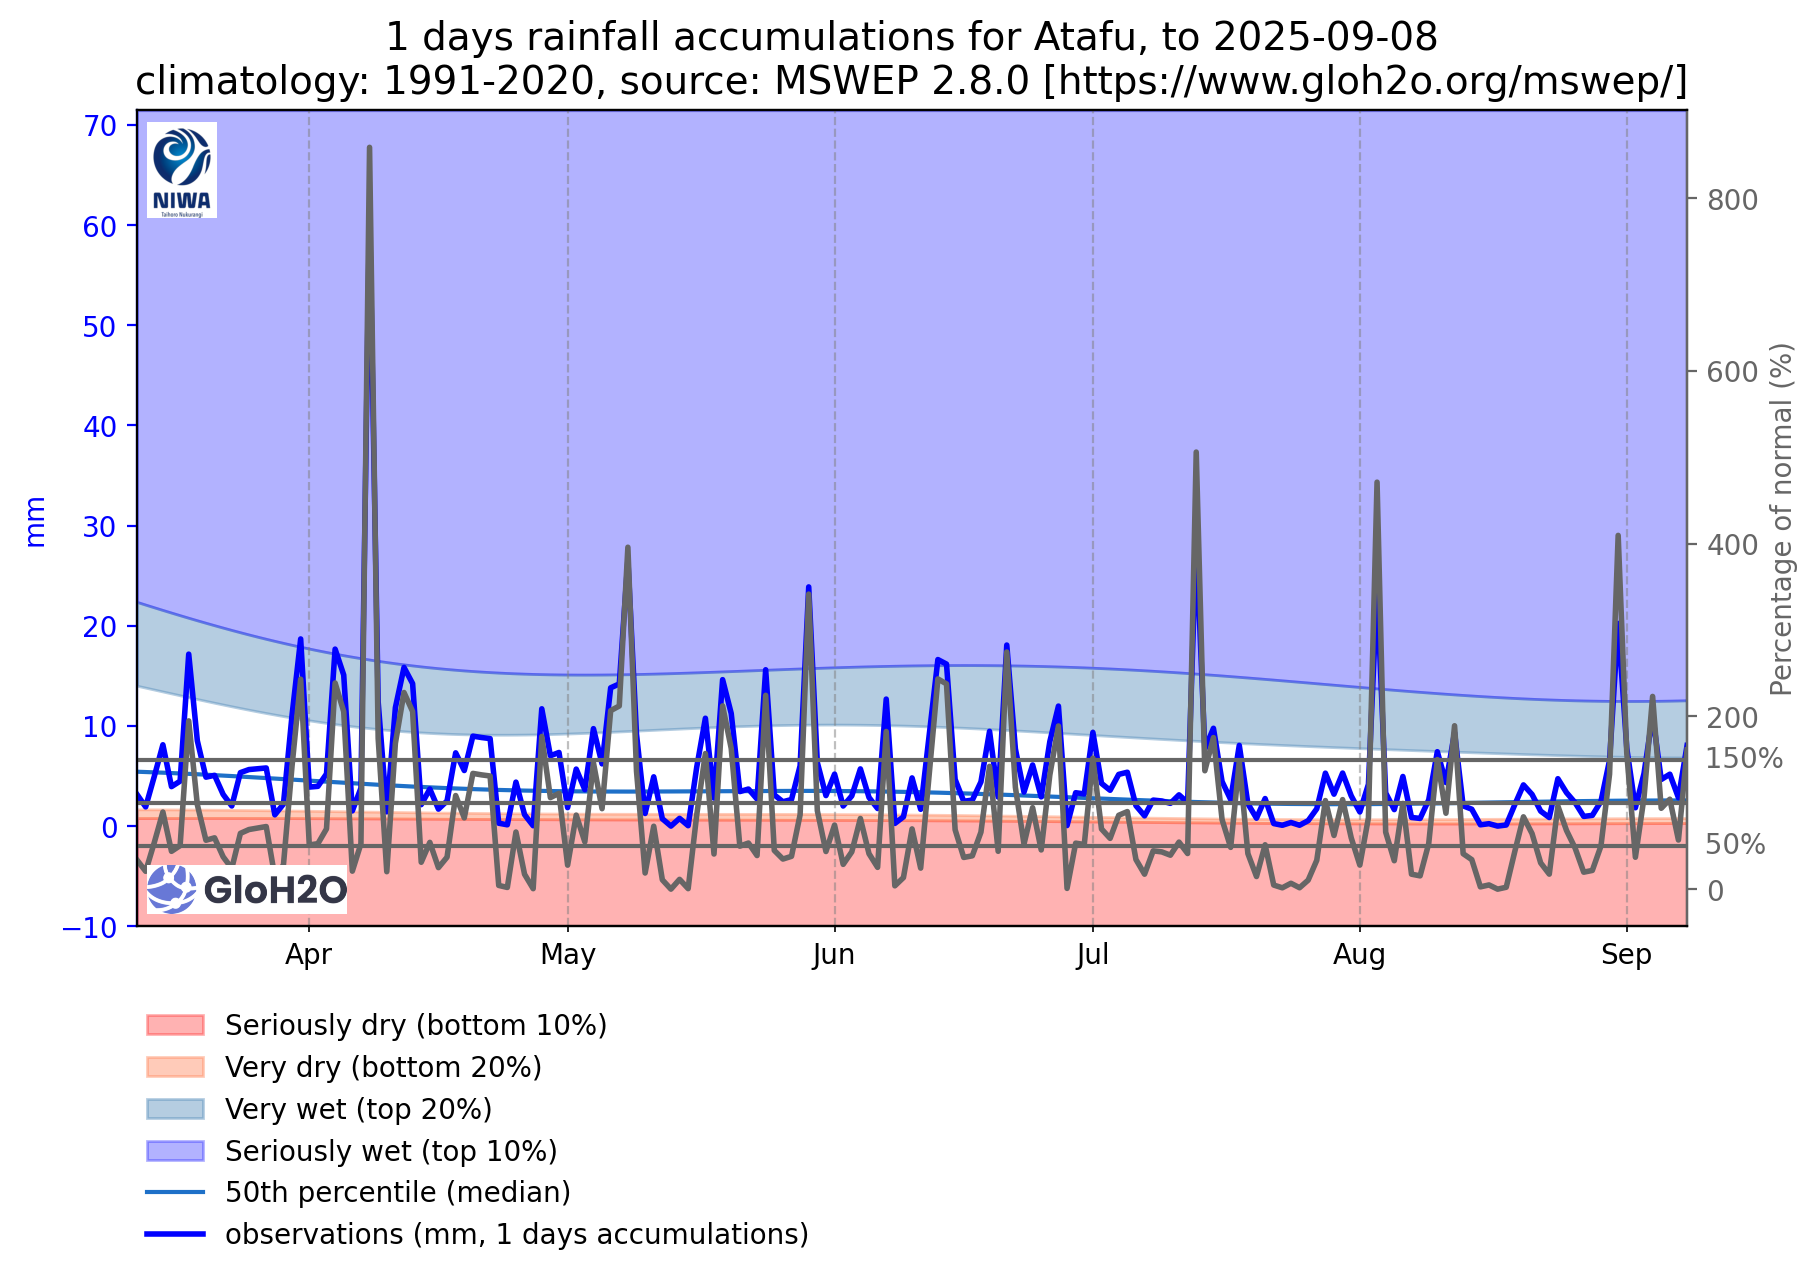 1 days rainfall accumulations for Atafu, to 2025-09-08
climatology: 1991-2020, source: MSWEP 2.8.0 [https://www.gloh2o.org/mswep/]
70
60
50
40
30
20
10
0
−10
mm
NIWA
Taihoro Nukurangi
GloH2O
800
600
400
200
150%
50%
0
Percentage of normal (%)
Apr
May
Jun
Jul
Aug
Sep
Seriously dry (bottom 10%)
Very dry (bottom 20%)
Very wet (top 20%)
Seriously wet (top 10%)
50th percentile (median)
observations (mm, 1 days accumulations)